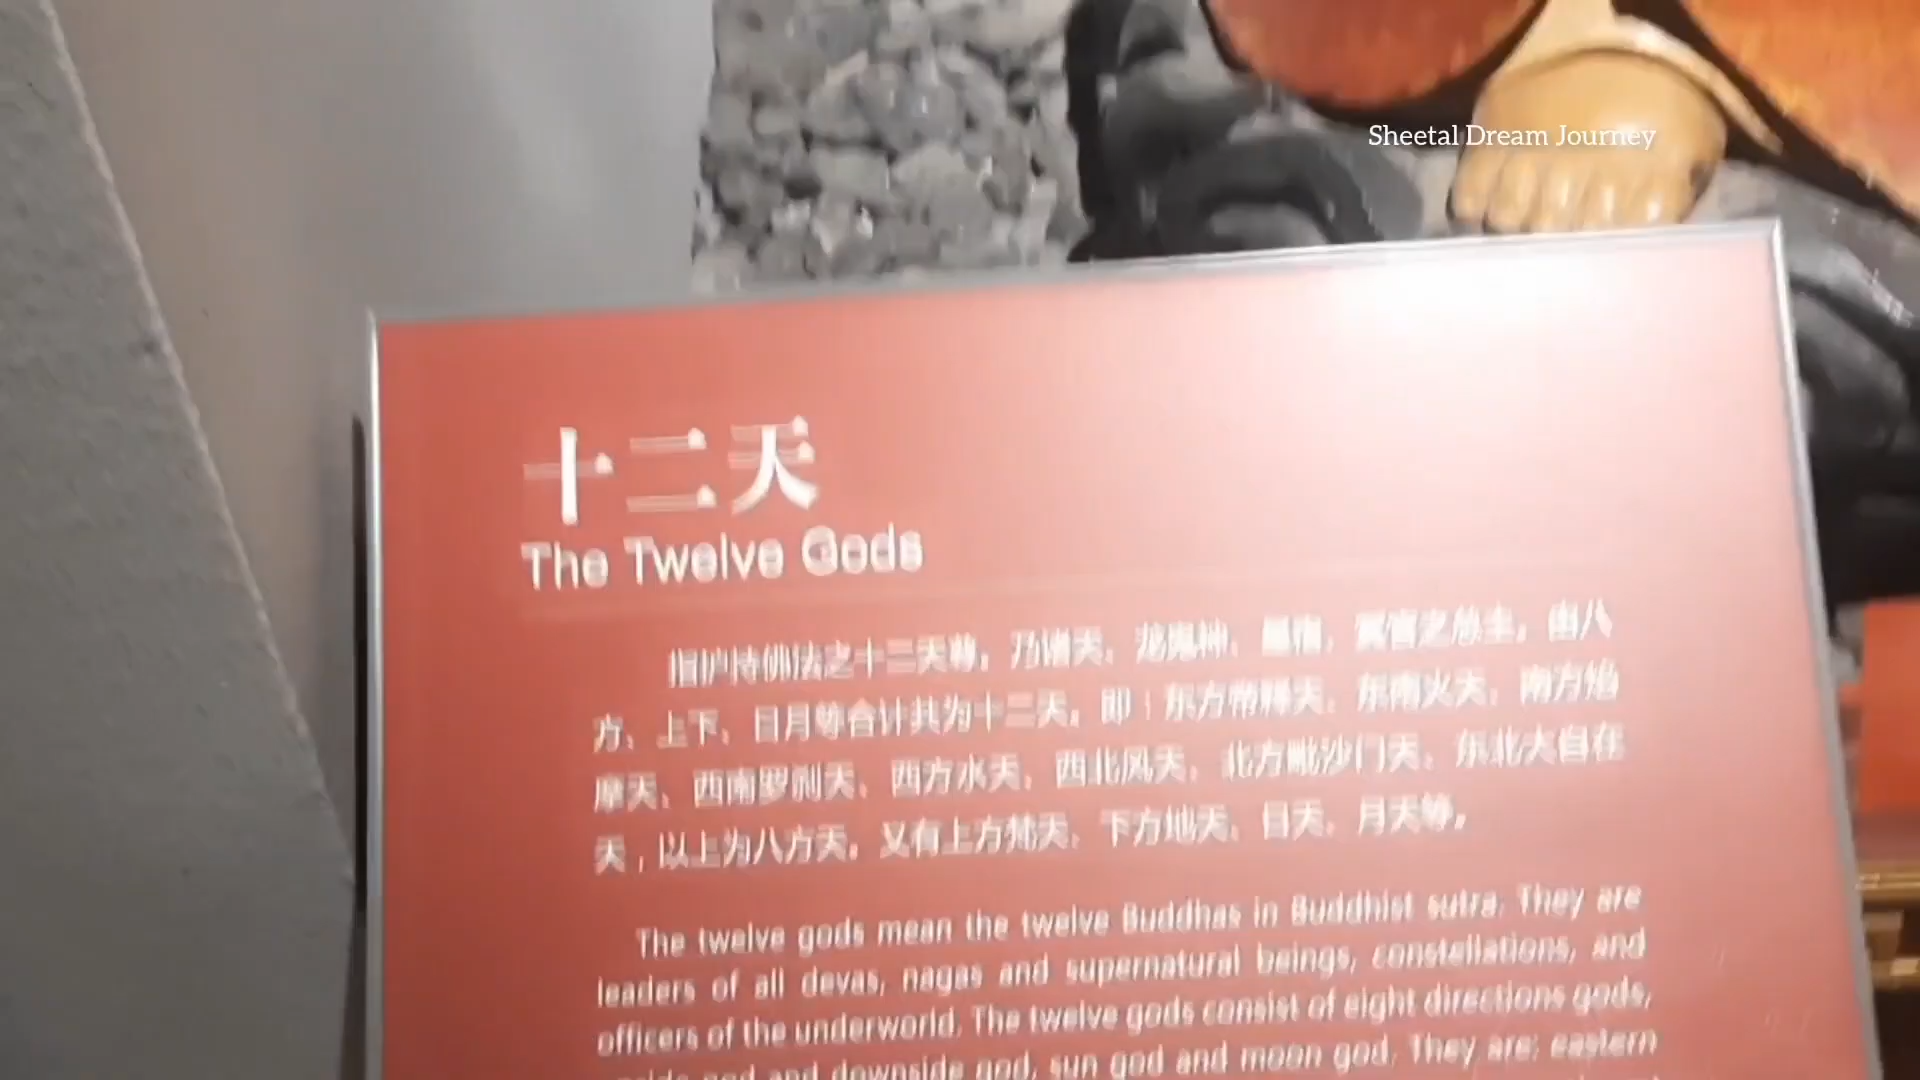 Sheetal Dream Journey
十二天
The Twelve Gods
指护持佛法之十二天尊。乃诸天、龙鬼神、星宿、冥官之总主。由八
方、上下、日月等合计共为十二天。即：东方帝释天、东南火天、南方焰
摩天、西南罗刹天、西方水天、西北风天、北方毗沙门天、东北大自在
天，以上为八方天。又有上方梵天、下方地天、日天、月天等。
The twelve gods mean the twelve Buddhas in Buddhist sutra. They are
leaders of all devas, nagas and supernatural beings, constellations, and
officers of the underworld. The twelve gods consist of eight directions gods,
god and downside god, sun god and moon god. They are: eastern